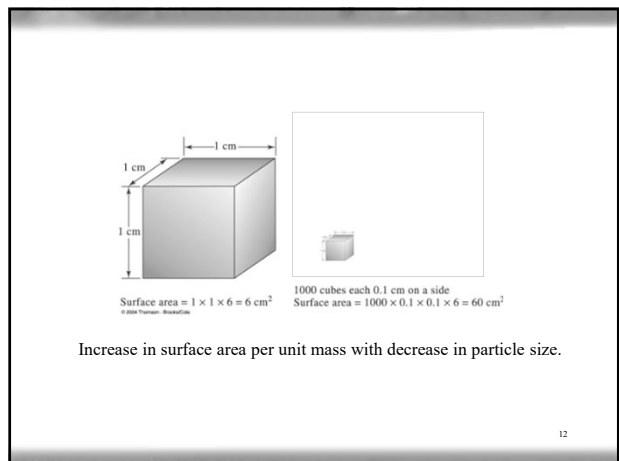 1 cm
1 cm
1 cm
Surface area = 1 × 1 × 6 = 6 cm²
© 2004 Thomson - Brooks/Cole
1000 cubes each 0.1 cm on a side
Surface area = 1000 × 0.1 × 0.1 × 6 = 60 cm²
Increase in surface area per unit mass with decrease in particle size.
12